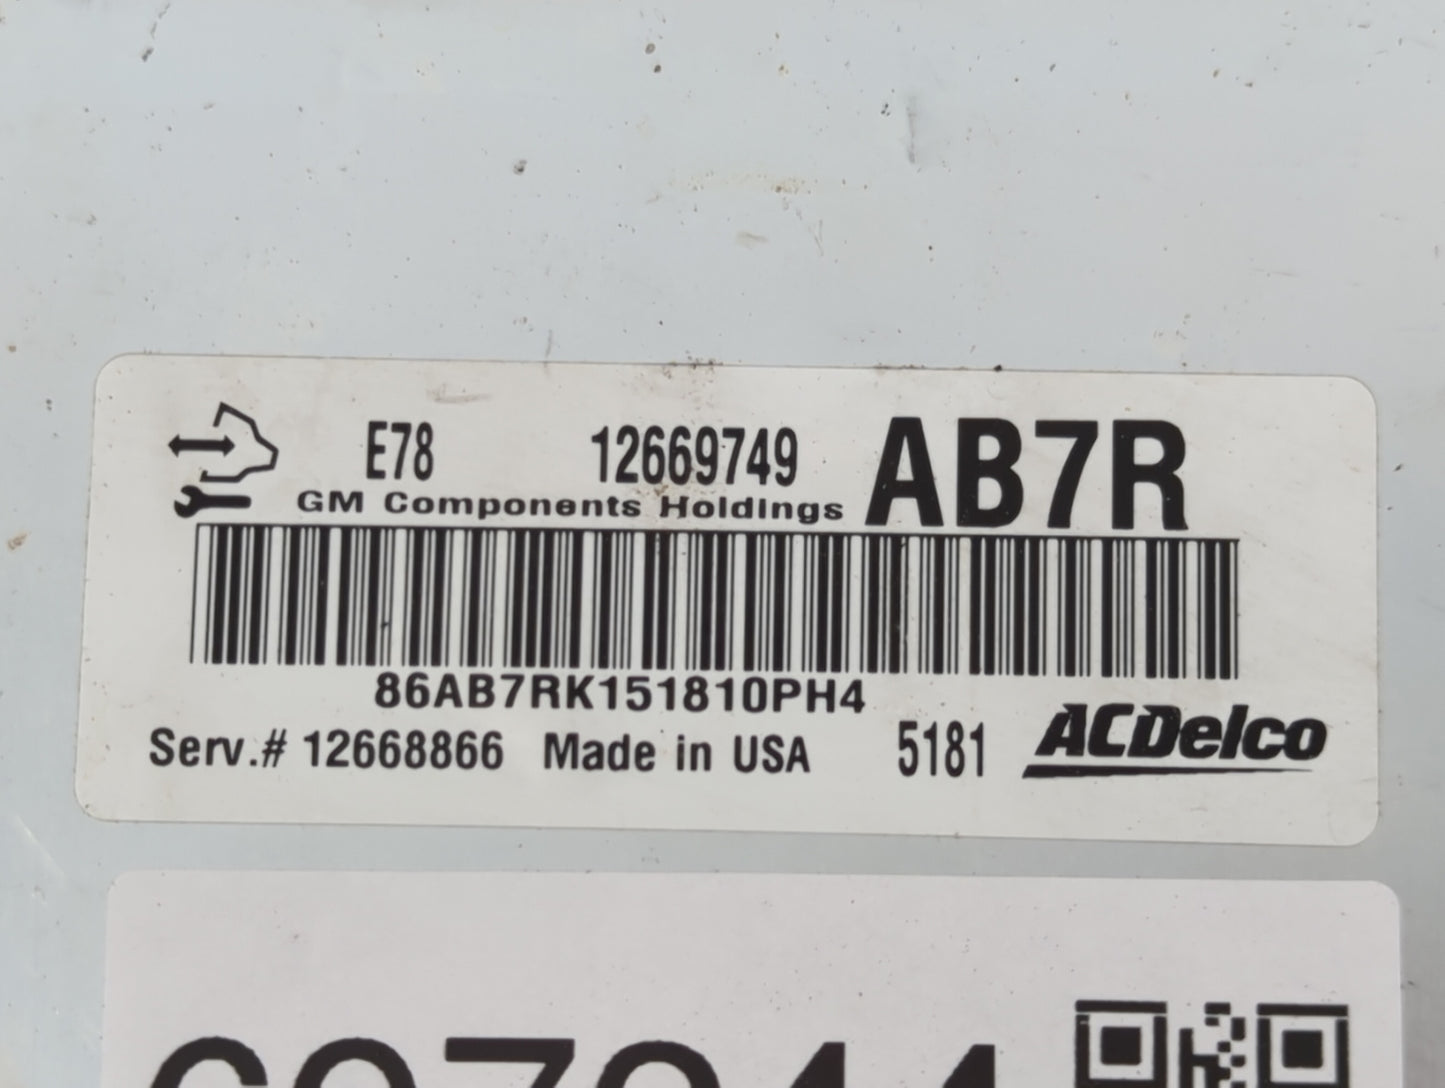 E78 12669749 AB7R
GM Components Holdings
86AB7RK151810PH4
Serv.# 12668866 Made in USA 5181 ACDelco